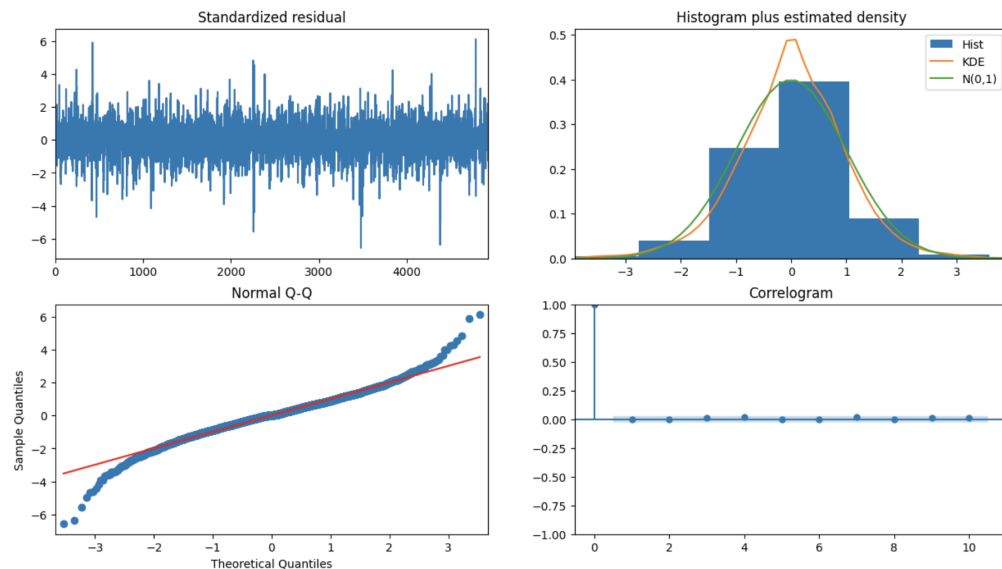 Standardized residual
6
4
2
0
−2
−4
−6
0 1000 2000 3000 4000
Histogram plus estimated density
0.5
0.4
0.3
0.2
0.1
0.0
−3 −2 −1 0 1 2 3
Hist
KDE
N(0,1)
Normal Q-Q
Sample Quantiles
6
4
2
0
−2
−4
−6
−3 −2 −1 0 1 2 3
Theoretical Quantiles
Correlogram
1.00
0.75
0.50
0.25
0.00
−0.25
−0.50
−0.75
−1.00
0 2 4 6 8 10